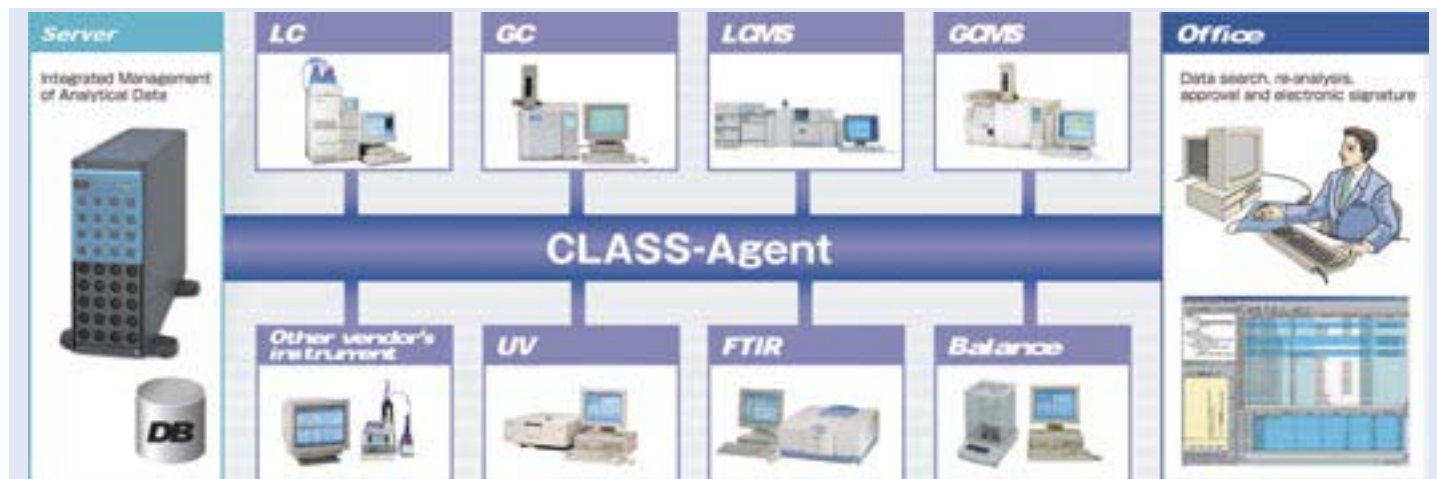 Server
Integrated Management
of Analytical Data
DB
LC
GC
LCMS
GCMS
CLASS-Agent
Other vendor's
instrument
UV
FTIR
Balance
Office
Data search, re-analysis,
approval and electronic signature